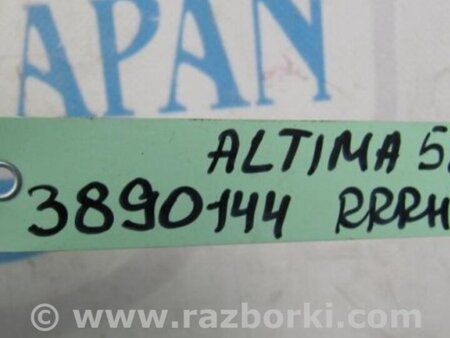 APAN
ALTIMA 5
3890144 RRRH
© www.razborki.com